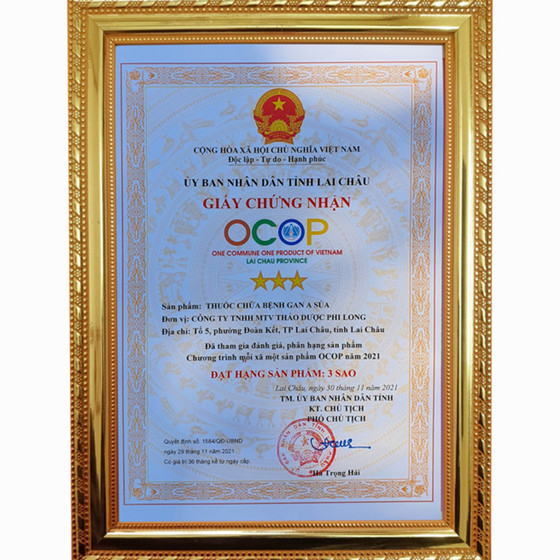 CỘNG HÒA XÃ HỘI CHỦ NGHĨA VIỆT NAM
Độc lập - Tự do - Hạnh phúc
ỦY BAN NHÂN DÂN TỈNH LAI CHÂU
GIẤY CHỨNG NHẬN
OCOP
ONE COMMUNE ONE PRODUCT OF VIETNAM
LAI CHAU PROVINCE
Sản phẩm: THUỐC CHỮA BỆNH GAN A SÚA
Đơn vị: CÔNG TY TNHH MTV THẢO DƯỢC PHI LONG
Địa chỉ: Tổ 5, phường Đoàn Kết, TP Lai Châu, tỉnh Lai Châu
Đã tham gia đánh giá, phân hạng sản phẩm
Chương trình mỗi xã một sản phẩm OCOP năm 2021
ĐẠT HẠNG SẢN PHẨM: 3 SAO
Lai Châu, ngày 30 tháng 11 năm 2021
TM. ỦY BAN NHÂN DÂN TỈNH
KT. CHỦ TỊCH
PHÓ CHỦ TỊCH
Quyết định số: 1584/QĐ-UBND
ngày 29 tháng 11 năm 2021
Có giá trị 36 tháng kể từ ngày cấp
Hà Trọng Hải